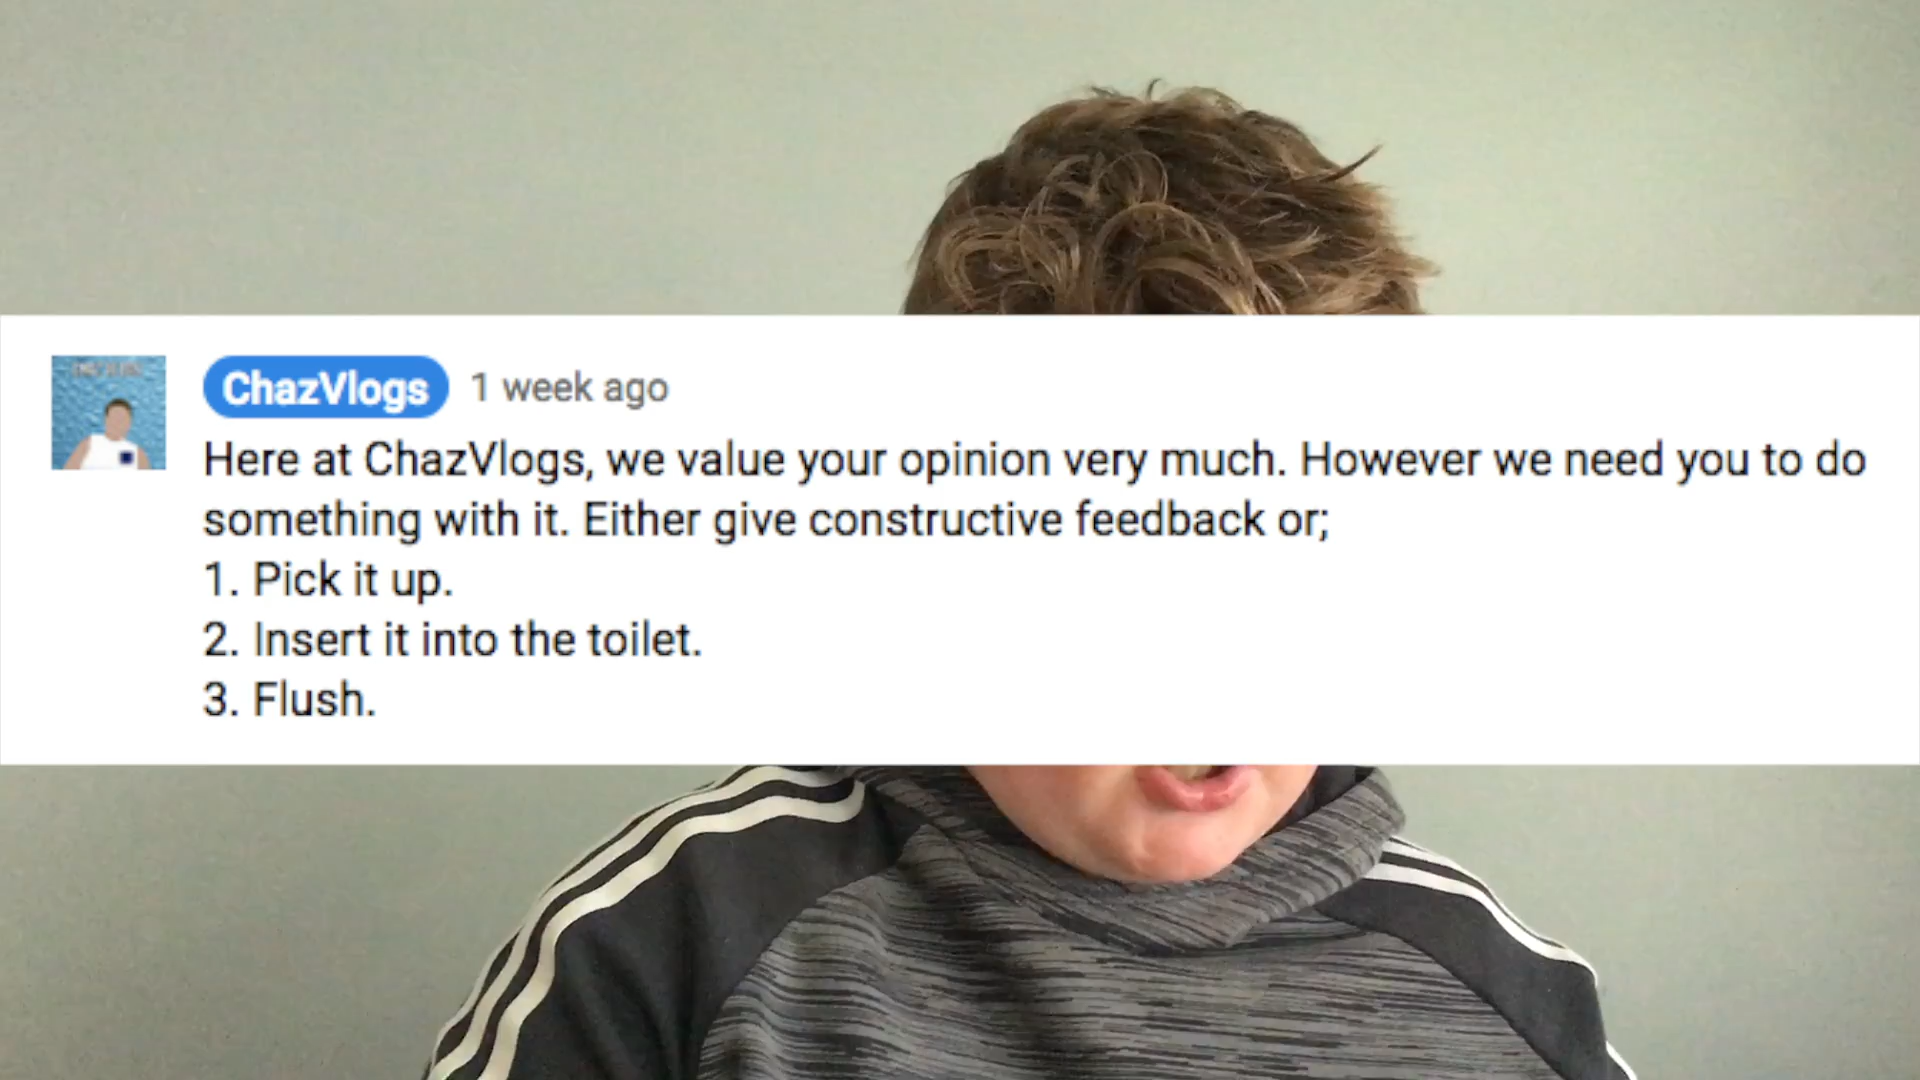 ChazVlogs 1 week ago
Here at ChazVlogs, we value your opinion very much. However we need you to do
something with it. Either give constructive feedback or;
1. Pick it up.
2. Insert it into the toilet.
3. Flush.